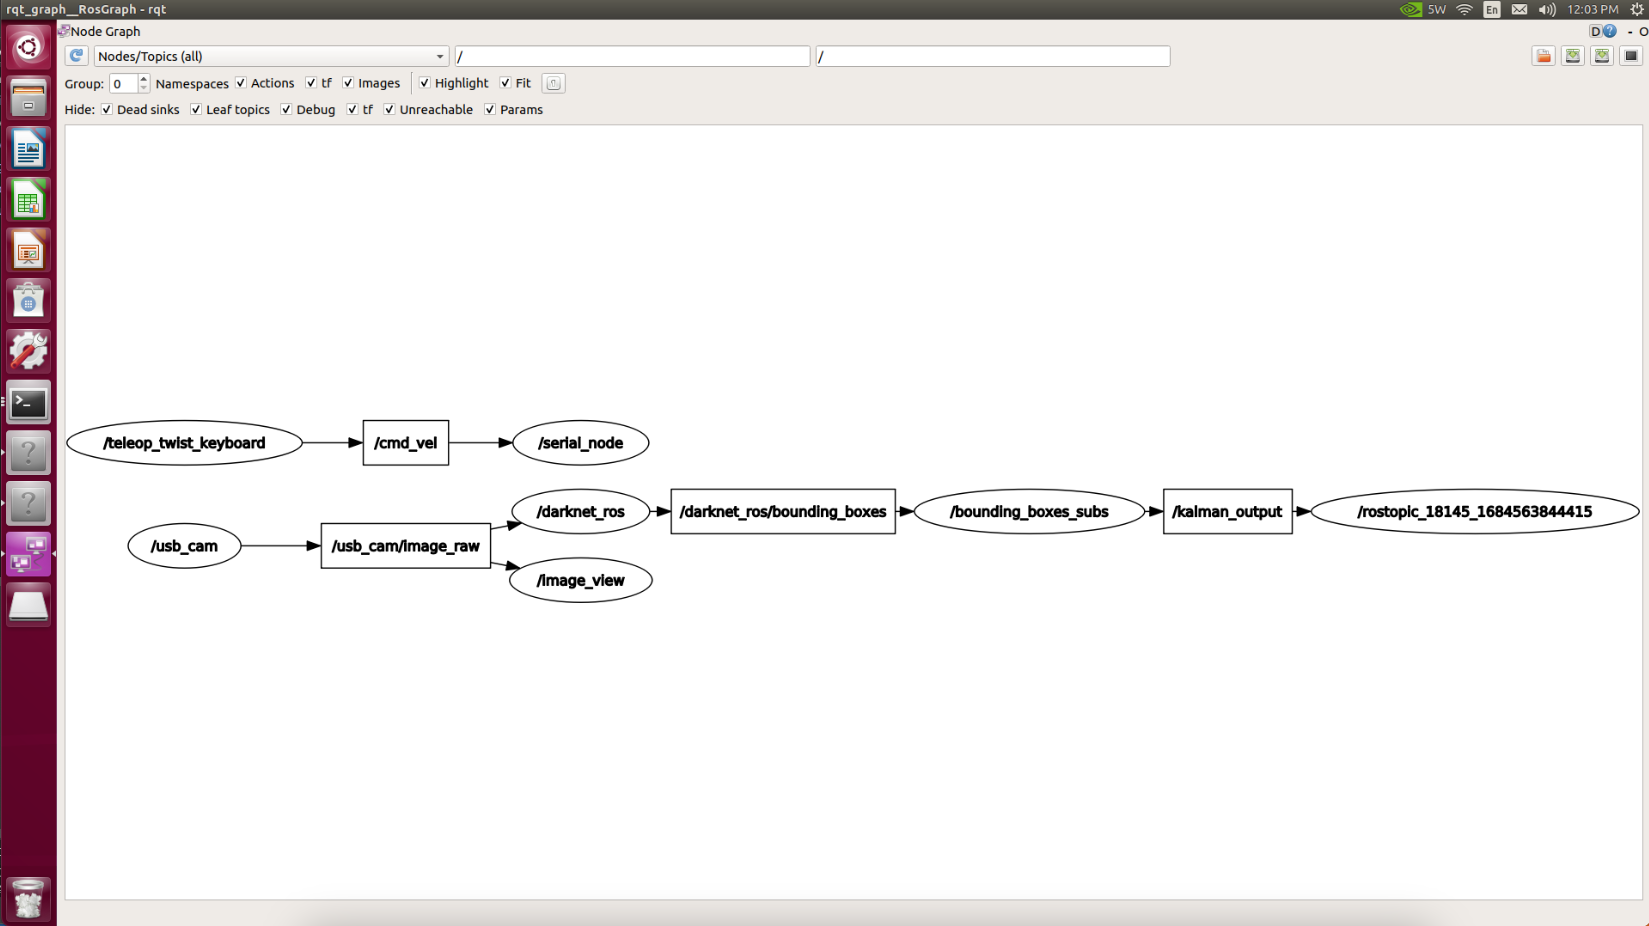 rqt_graph__RosGraph - rqt
5W En 12:03 PM
Node Graph
D ? - O
Nodes/Topics (all) / /
Group: 0 Namespaces Actions tf Images Highlight Fit
Hide: Dead sinks Leaf topics Debug tf Unreachable Params
/teleop_twist_keyboard /cmd_vel /serial_node
/darknet_ros /darknet_ros/bounding_boxes /bounding_boxes_subs /kalman_output /rostopic_18145_1684563844415
/usb_cam /usb_cam/image_raw
/image_view